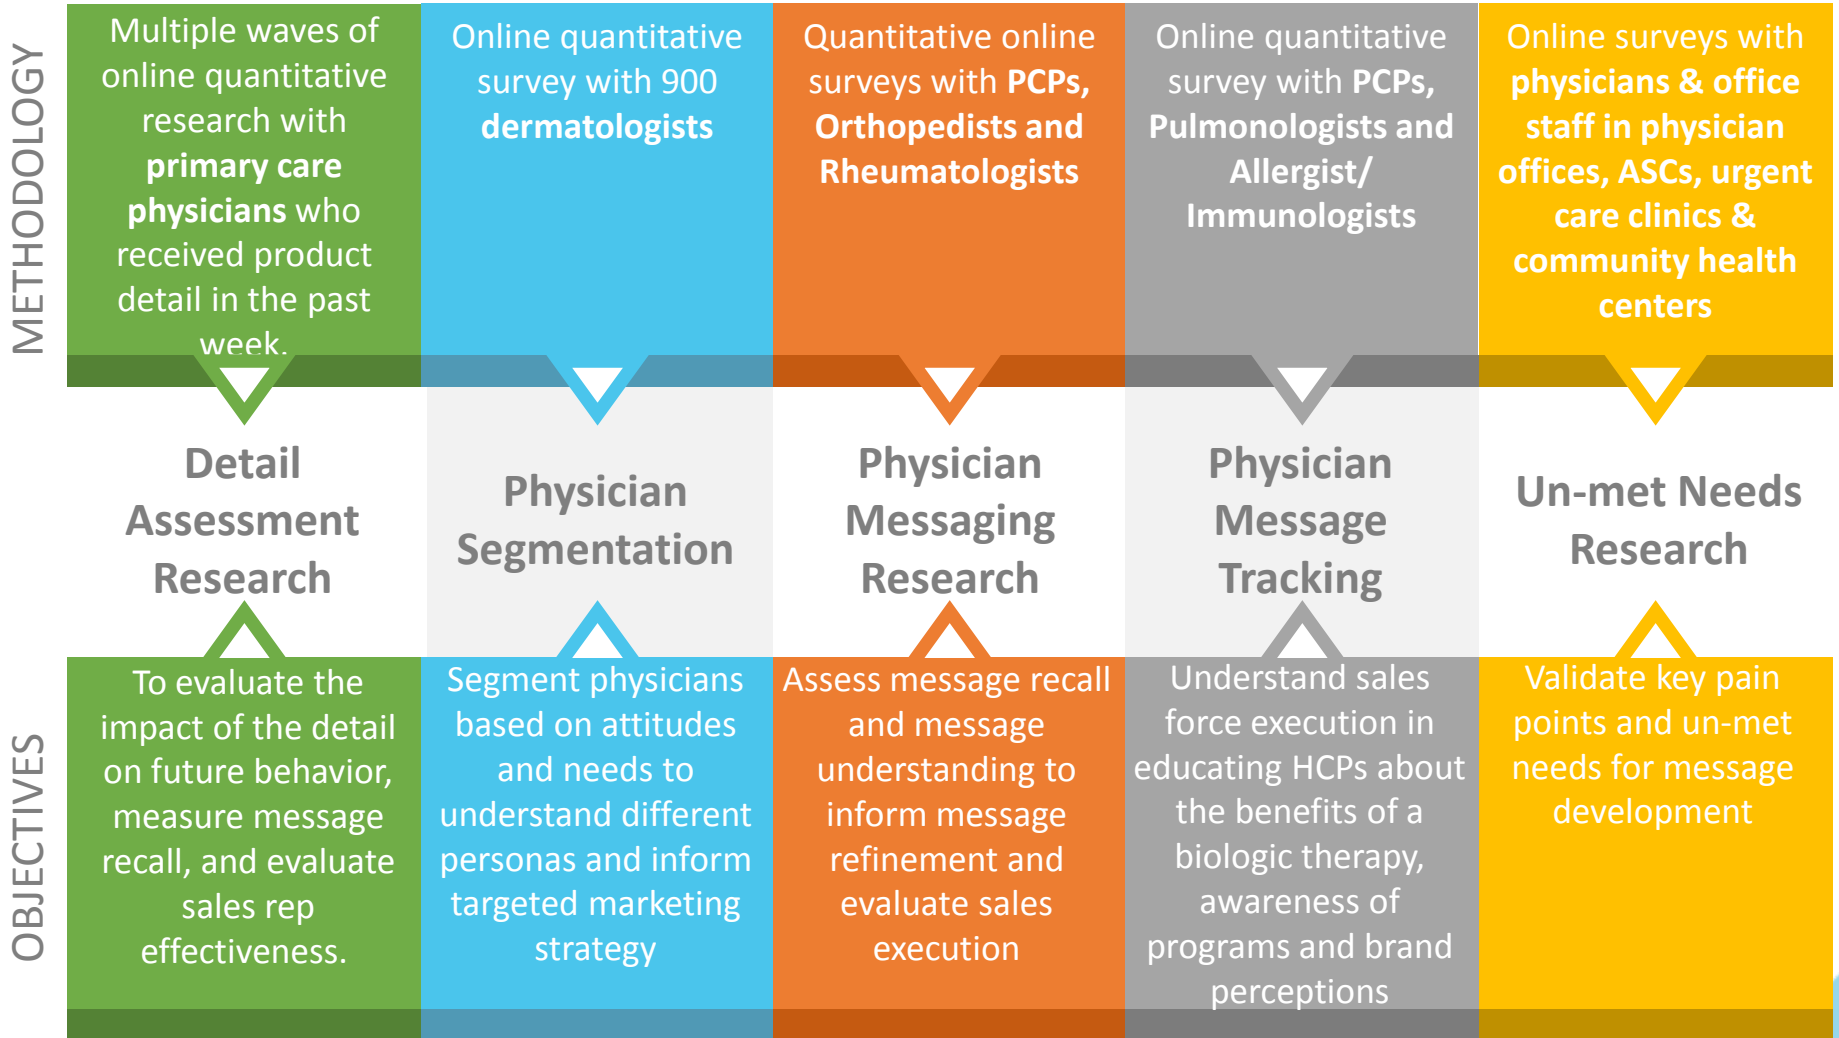 METHODOLOGY
Multiple waves of
online quantitative
research with
primary care
physicians who
received product
detail in the past
week.
Online quantitative
survey with 900
dermatologists
Quantitative online
surveys with PCPs,
Orthopedists and
Rheumatologists
Online quantitative
survey with PCPs,
Pulmonologists and
Allergist/
Immunologists
Online surveys with
physicians & office
staff in physician
offices, ASCs, urgent
care clinics &
community health
centers
Detail
Assessment
Research
Physician
Segmentation
Physician
Messaging
Research
Physician
Message
Tracking
Un-met Needs
Research
OBJECTIVES
To evaluate the
impact of the detail
on future behavior,
measure message
recall, and evaluate
sales rep
effectiveness.
Segment physicians
based on attitudes
and needs to
understand different
personas and inform
targeted marketing
strategy
Assess message recall
and message
understanding to
inform message
refinement and
evaluate sales
execution
Understand sales
force execution in
educating HCPs about
the benefits of a
biologic therapy,
awareness of
programs and brand
perceptions
Validate key pain
points and un-met
needs for message
development